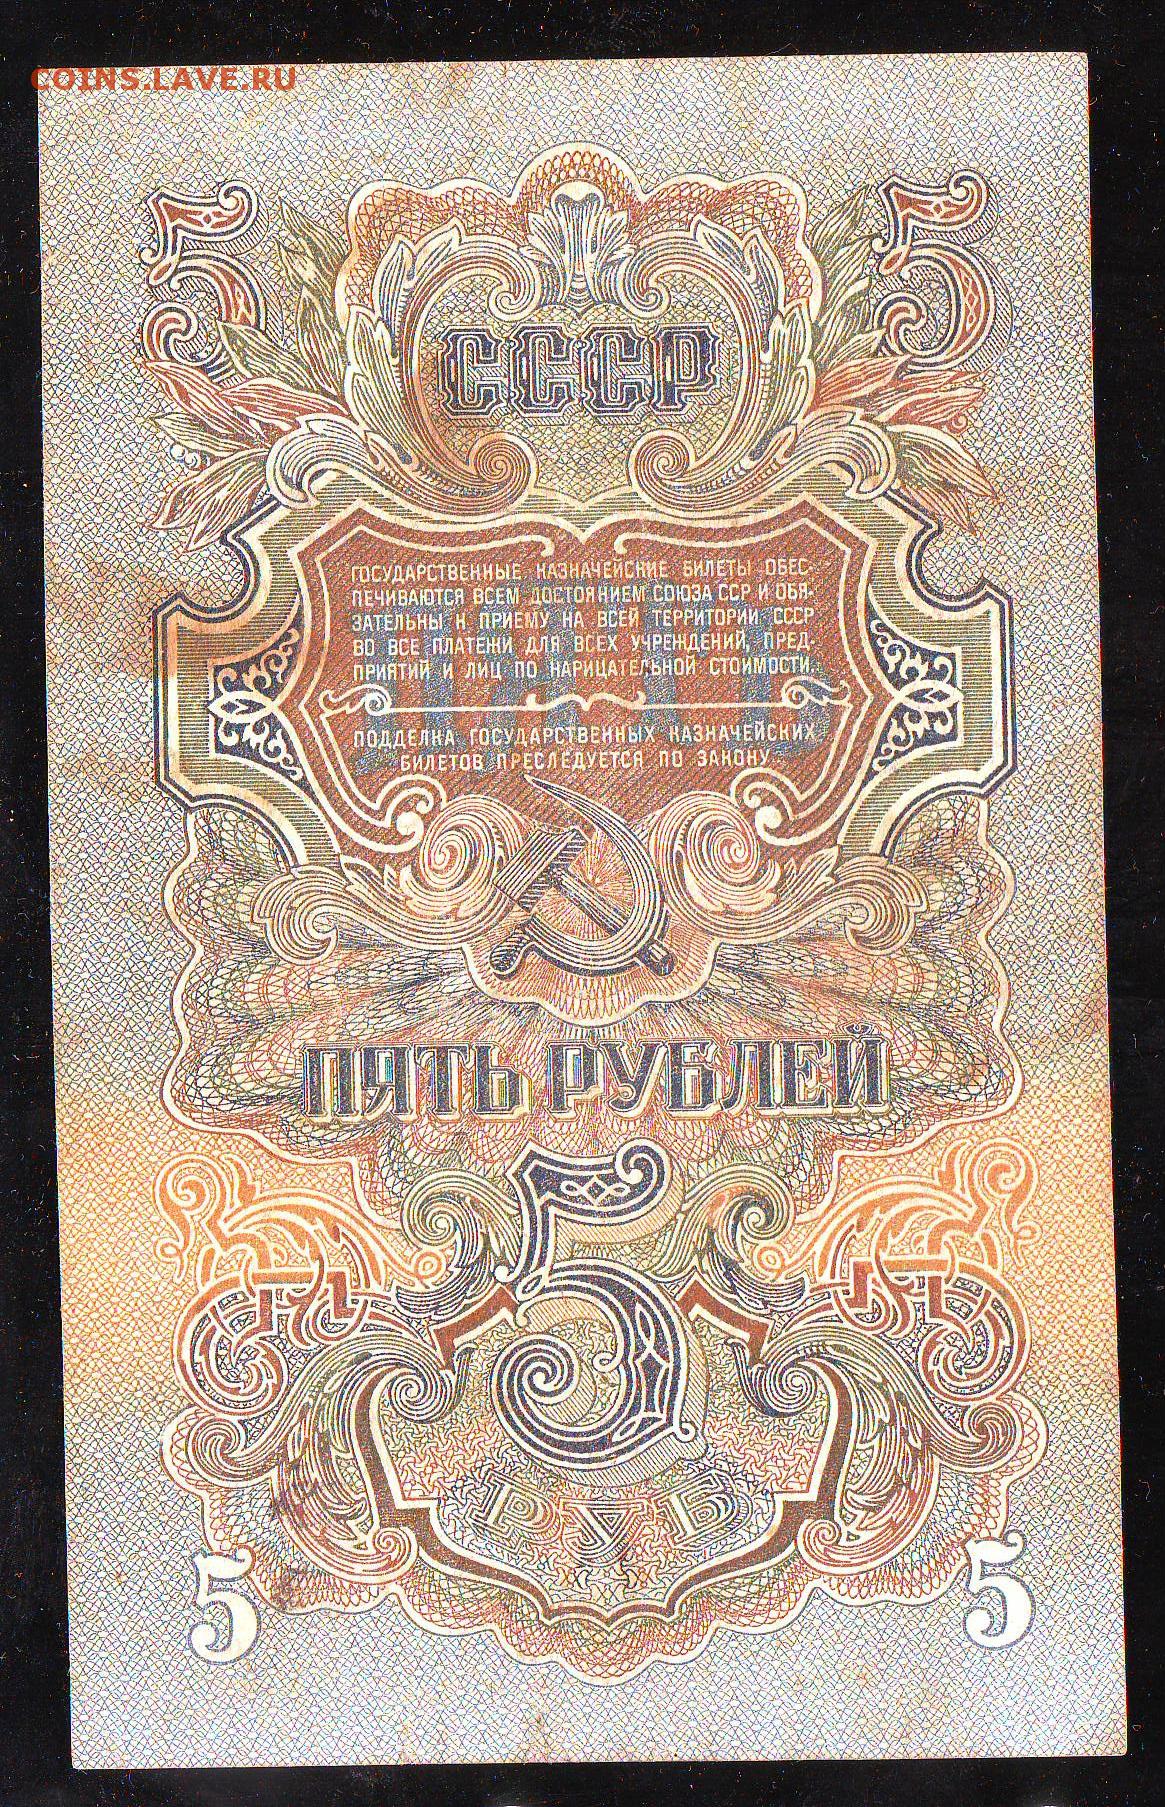 COINS.LAVE.RU
5 5
СССР
ГОСУДАРСТВЕННЫЕ КАЗНАЧЕЙСКИЕ БИЛЕТЫ ОБЕС-
ПЕЧИВАЮТСЯ ВСЕМ ДОСТОЯНИЕМ СОЮЗА ССР И ОБЯ-
ЗАТЕЛЬНЫ К ПРИЕМУ НА ВСЕЙ ТЕРРИТОРИИ СССР
ВО ВСЕ ПЛАТЕЖИ ДЛЯ ВСЕХ УЧРЕЖДЕНИЙ, ПРЕД
ПРИЯТИЙ И ЛИЦ ПО НАРИЦАТЕЛЬНОЙ СТОИМОСТИ.
ПОДДЕЛКА ГОСУДАРСТВЕННЫХ КАЗНАЧЕЙСКИХ
БИЛЕТОВ ПРЕСЛЕДУЕТСЯ ПО ЗАКОНУ
ПЯТЬ РУБЛЕЙ
5
РУБ
5 5